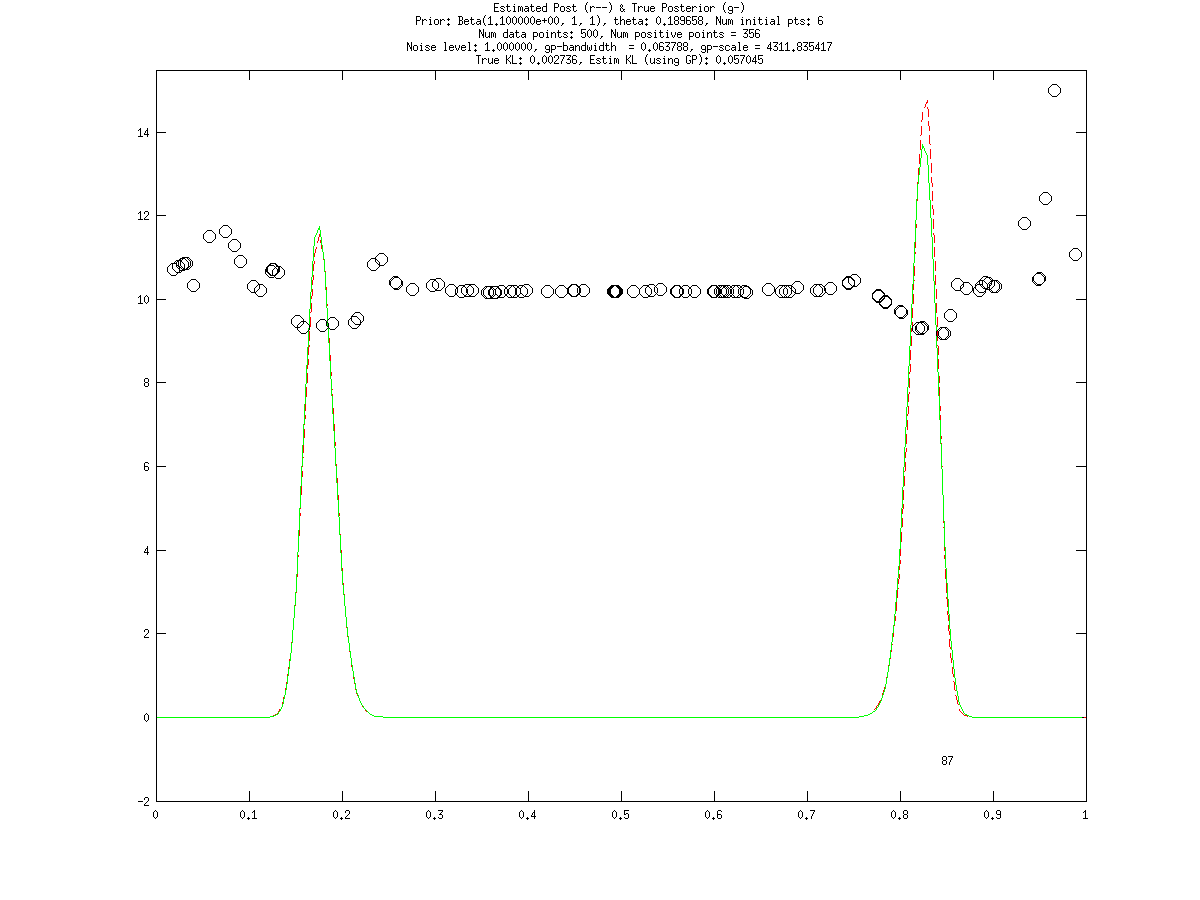 Estimated Post (r--) & True Posterior (g-)
Prior: Beta(1.100000e+00, 1, 1), theta: 0.189658, Num initial pts: 6
Num data points: 500, Num positive points = 356
Noise level: 1.000000, gp-bandwidth  = 0.063788, gp-scale = 4311.835417
True KL: 0.002736, Estim KL (using GP): 0.057045
14
12
10
8
6
4
2
0
87
-2
0 0.1 0.2 0.3 0.4 0.5 0.6 0.7 0.8 0.9 1